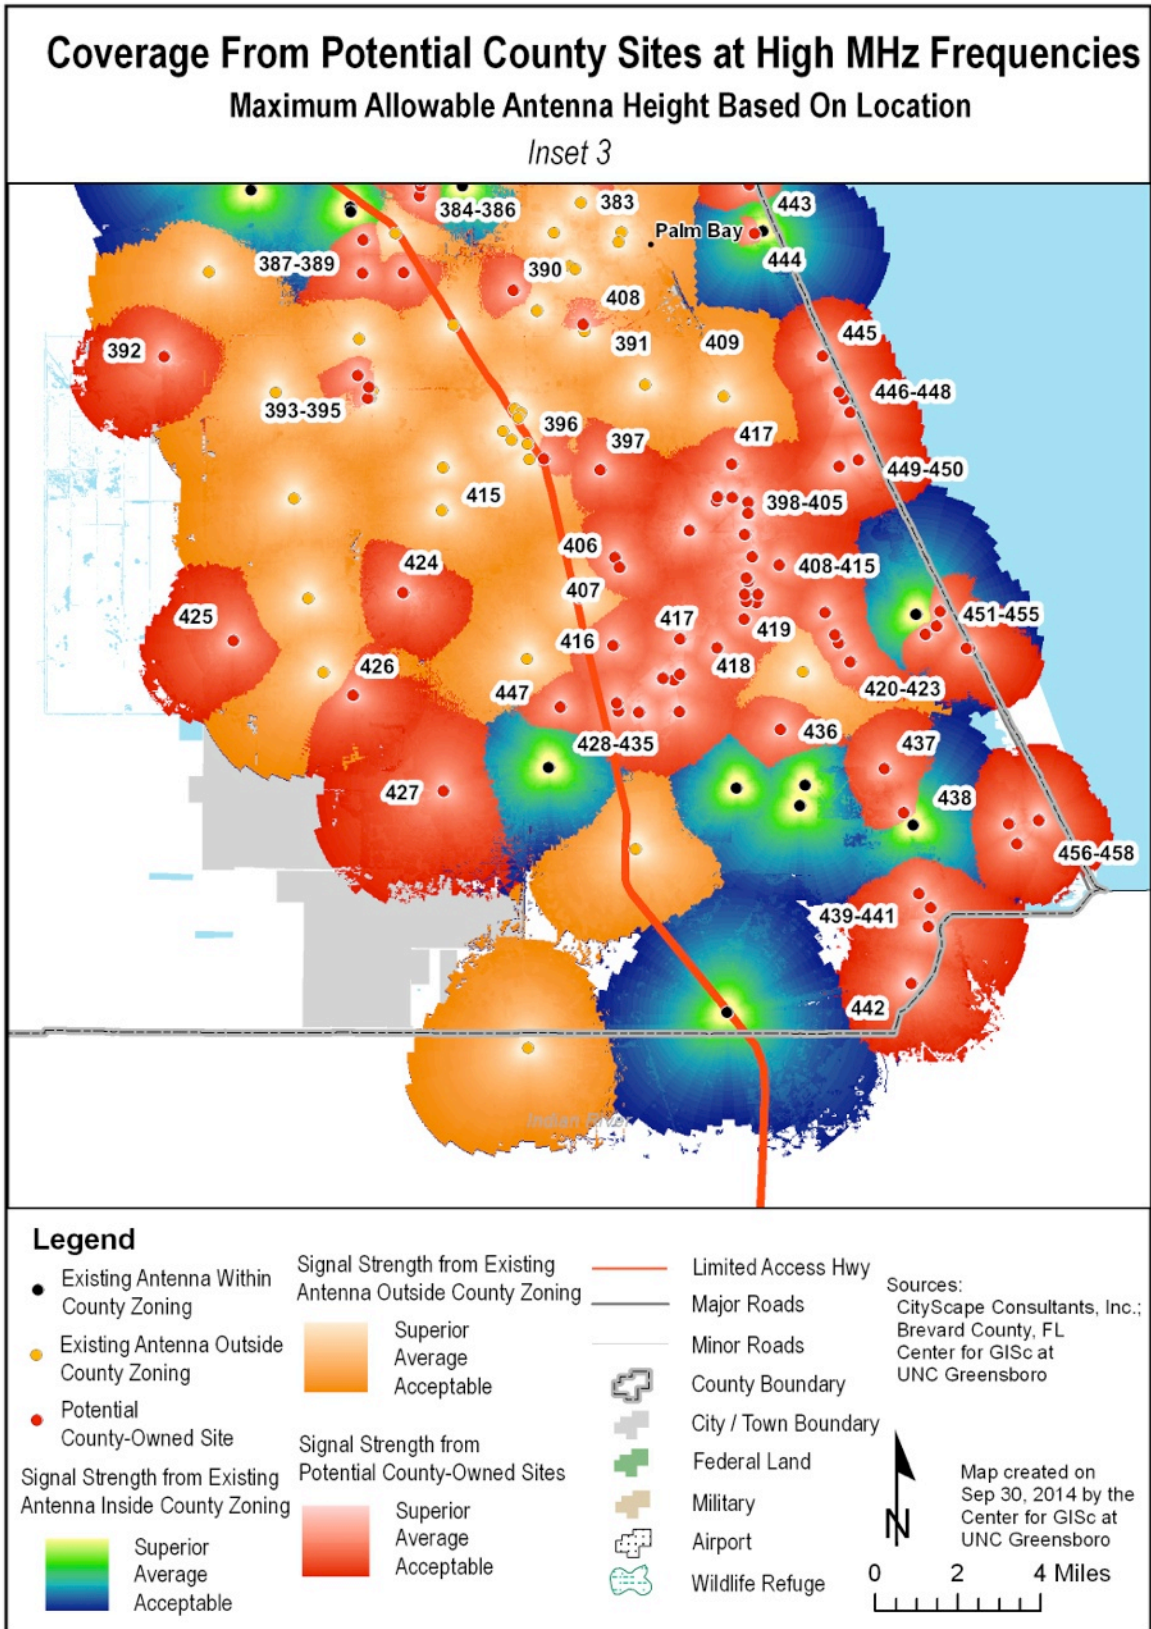 Coverage From Potential County Sites at High MHz Frequencies
Maximum Allowable Antenna Height Based On Location
Inset 3
384-386
383
443
Palm Bay
444
387-389
390
408
391
409
445
392
393-395
396
397
417
446-448
449-450
415
398-405
406
424
408-415
407
425
417
419
451-455
416
418
426
447
420-423
428-435
436
437
427
438
456-458
439-441
442
Indian River
Legend
Existing Antenna Within
County Zoning
Existing Antenna Outside
County Zoning
Potential
County-Owned Site
Signal Strength from Existing
Antenna Inside County Zoning
Superior
Average
Acceptable
Signal Strength from Existing
Antenna Outside County Zoning
Superior
Average
Acceptable
Signal Strength from
Potential County-Owned Sites
Superior
Average
Acceptable
Limited Access Hwy
Major Roads
Minor Roads
County Boundary
City / Town Boundary
Federal Land
Military
Airport
Wildlife Refuge
Sources:
CityScape Consultants, Inc.;
Brevard County, FL
Center for GISc at
UNC Greensboro
N
Map created on
Sep 30, 2014 by the
Center for GISc at
UNC Greensboro
0 2 4 Miles